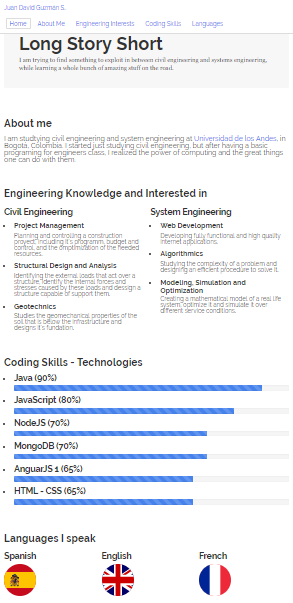 Juan David Guzman S.
Home About Me Engineering Interests Coding Skills Languages
Long Story Short
I am trying to find something to exploit in between civil engineering and systems engineering,
while learning a whole bunch of amazing stuff on the road.
About me
I am studying civil engineering and system engineering at Universidad de los Andes, in
Bogota, Colombia. I started just studying civil engineering, but after having a basic
programing for engineers class, I realized the power of computing and the great things
one can do with them.
Engineering Knowledge and Interested in
Civil Engineering
Project Management
Planning and controlling a construction
proyect, including it's programm, budget and
control, and the optimization of the needed
resources.
Structural Design and Analysis
Identifying the external loads that act over a
structure, identify the internal forces and
stresses caused by these loads and design a
structure capable of support them.
Geotechnics
Studies the geomechanical properties of the
soil that is below the infrastructure and
designs it's fundation.
System Engineering
Web Development
Developing fully functional and high quality
internet applications.
Algorithmics
Studying the complexity of a problem and
designing an efficient procedure to solve it.
Modeling, Simulation and
Optimization
Creating a mathematical model of a real life
system, optimize it and simulate it over
different service conditions.
Coding Skills - Technologies
Java (90%)
JavaScript (80%)
NodeJS (70%)
MongoDB (70%)
AnguarJS 1 (65%)
HTML - CSS (65%)
Languages I speak
Spanish English French